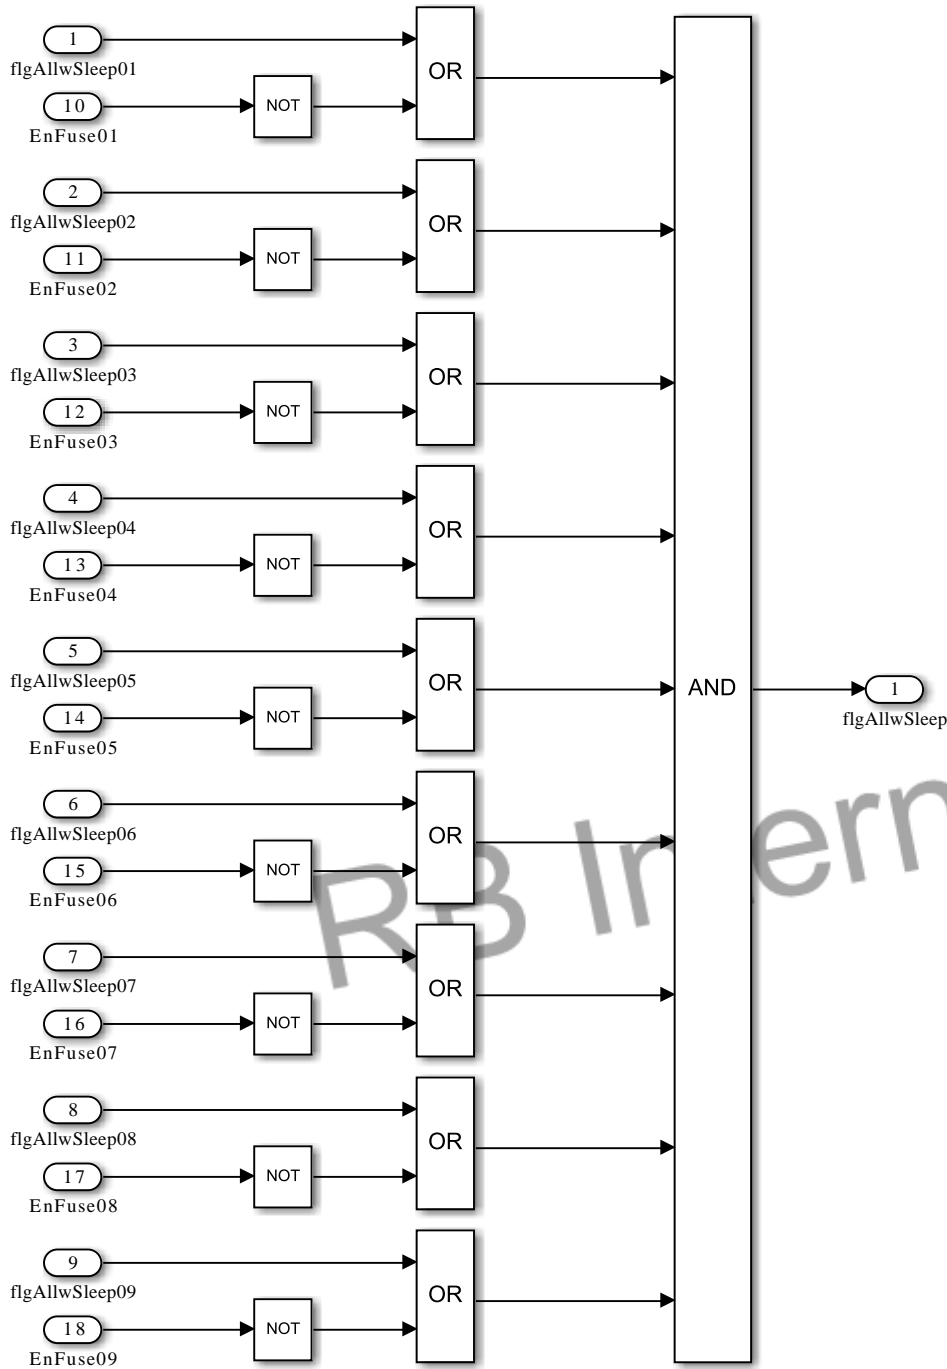 1
OR
flgAllwSleep01
10
NOT
EnFuse01
2
OR
flgAllwSleep02
11
NOT
EnFuse02
3
OR
flgAllwSleep03
12
NOT
EnFuse03
4
OR
flgAllwSleep04
13
NOT
EnFuse04
5
OR
flgAllwSleep05
14
NOT
EnFuse05
AND
1
flgAllwSleep
6
OR
flgAllwSleep06
15
NOT
EnFuse06
7
OR
flgAllwSleep07
16
NOT
EnFuse07
8
OR
flgAllwSleep08
17
NOT
EnFuse08
9
OR
flgAllwSleep09
18
NOT
EnFuse09
RB